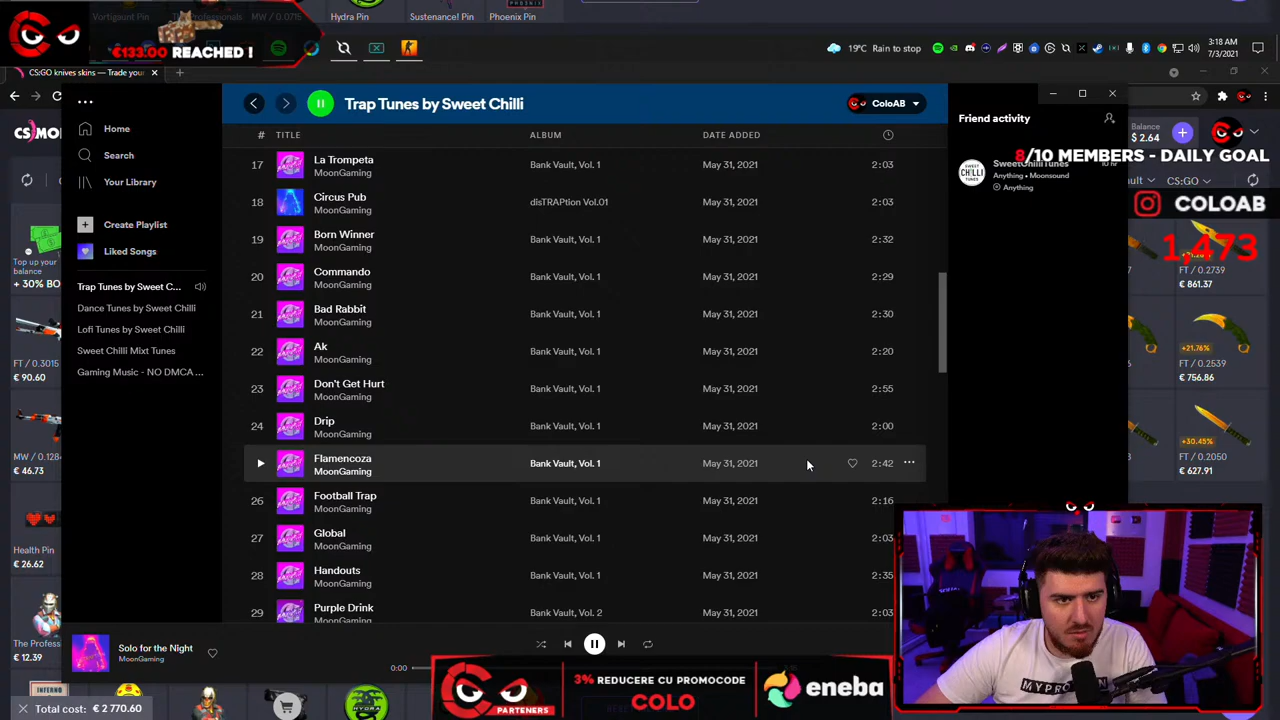 Vortigaunt Pin
MW / 0.0715
Hydra Pin
Sustenance! Pin
Phoenix Pin
€133.00 REACHED !
19°C Rain to stop
3:18 AM
7/3/2021
CS:GO knives skins — Trade your
CS.MO
Trap Tunes by Sweet Chilli
ColoAB
Friend activity
Balance
$ 2.64
8/10 MEMBERS - DAILY GOAL
SweetChilliTunes
10 hr
Anything • Moonsound
Anything
CS:GO
COLOAB
1,473
Home
Search
Your Library
Create Playlist
Liked Songs
Trap Tunes by Sweet C...
Dance Tunes by Sweet Chilli
Lofi Tunes by Sweet Chilli
Sweet Chilli Mixt Tunes
Gaming Music - NO DMCA ...
# TITLE ALBUM DATE ADDED
17 La Trompeta MoonGaming Bank Vault, Vol. 1 May 31, 2021 2:03
18 Circus Pub MoonGaming disTRAPtion Vol.01 May 31, 2021 2:03
19 Born Winner MoonGaming Bank Vault, Vol. 1 May 31, 2021 2:32
20 Commando MoonGaming Bank Vault, Vol. 1 May 31, 2021 2:29
21 Bad Rabbit MoonGaming Bank Vault, Vol. 1 May 31, 2021 2:30
22 Ak MoonGaming Bank Vault, Vol. 1 May 31, 2021 2:20
23 Don't Get Hurt MoonGaming Bank Vault, Vol. 1 May 31, 2021 2:55
24 Drip MoonGaming Bank Vault, Vol. 1 May 31, 2021 2:00
Flamencoza MoonGaming Bank Vault, Vol. 1 May 31, 2021 2:42
26 Football Trap MoonGaming Bank Vault, Vol. 1 May 31, 2021 2:16
27 Global MoonGaming Bank Vault, Vol. 1 May 31, 2021
28 Handouts MoonGaming Bank Vault, Vol. 1 May 31, 2021 2:35
29 Purple Drink MoonGaming Bank Vault, Vol. 2 May 31, 2021 2:03
Top up your
balance
+ 30% BO
FT / 0.3015
€ 90.60
MW / 0.128
€ 46.73
Health Pin
€ 26.62
The Profess
€ 12.39
FT / 0.2739
€ 861.37
+21.76%
FT / 0.2539
€ 756.86
+30.45%
FT / 0.2050
€ 627.91
Solo for the Night
MoonGaming
0:00
INFERNO
Total cost: € 2 770.60
PARTENERS
3% REDUCERE CU PROMOCODE
COLO
eneba